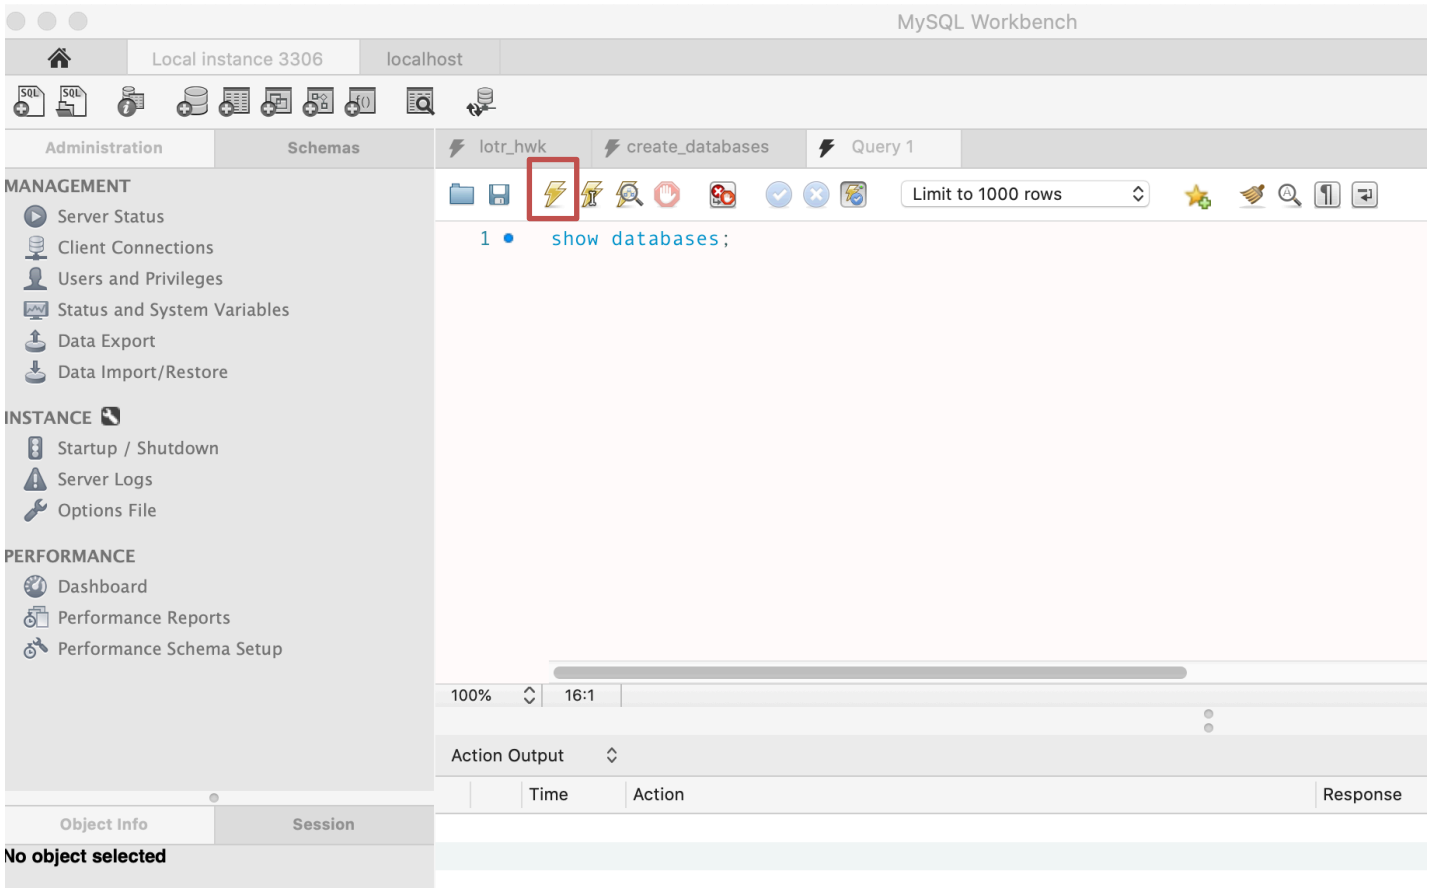 MySQL Workbench
Local instance 3306
localhost
SQL
SQL
f()
Administration
Schemas
lotr_hwk
create_databases
Query 1
Limit to 1000 rows
MANAGEMENT
Server Status
Client Connections
Users and Privileges
Status and System Variables
Data Export
Data Import/Restore
INSTANCE
Startup / Shutdown
Server Logs
Options File
PERFORMANCE
Dashboard
Performance Reports
Performance Schema Setup
1
show databases;
100%
16:1
Action Output
Time
Action
Response
Object Info
Session
No object selected